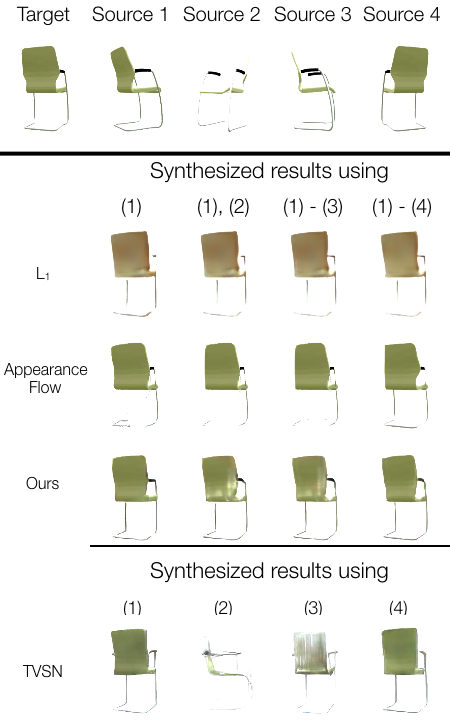 Target Source 1 Source 2 Source 3 Source 4
Synthesized results using
(1) (1), (2) (1) - (3) (1) - (4)
L₁
Appearance
Flow
Ours
Synthesized results using
(1) (2) (3) (4)
TVSN